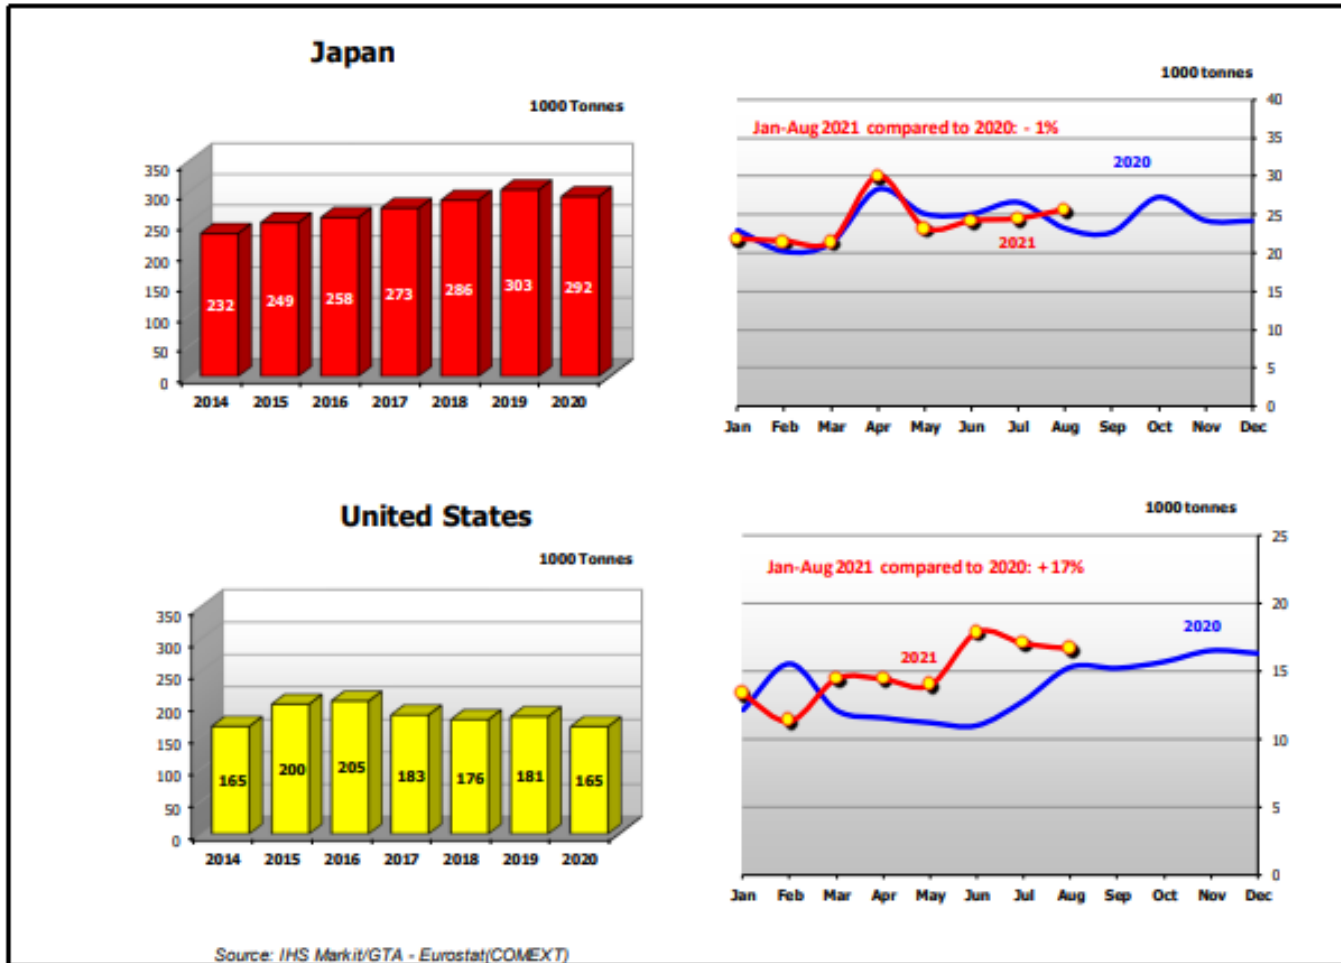 Japan
1000 Tonnes
350
300
250
200
150
100
50
0
232 249 258 273 286 303 292
2014 2015 2016 2017 2018 2019 2020
1000 tonnes
Jan-Aug 2021 compared to 2020: - 1%
2020
2021
40
35
30
25
20
15
10
5
0
Jan Feb Mar Apr May Jun Jul Aug Sep Oct Nov Dec
United States
1000 Tonnes
350
300
250
200
150
100
50
0
165 200 205 183 176 181 165
2014 2015 2016 2017 2018 2019 2020
1000 tonnes
Jan-Aug 2021 compared to 2020: + 17%
2020
2021
25
20
15
10
5
0
Jan Feb Mar Apr May Jun Jul Aug Sep Oct Nov Dec
Source: IHS Markit/GTA - Eurostat(COMEXT)